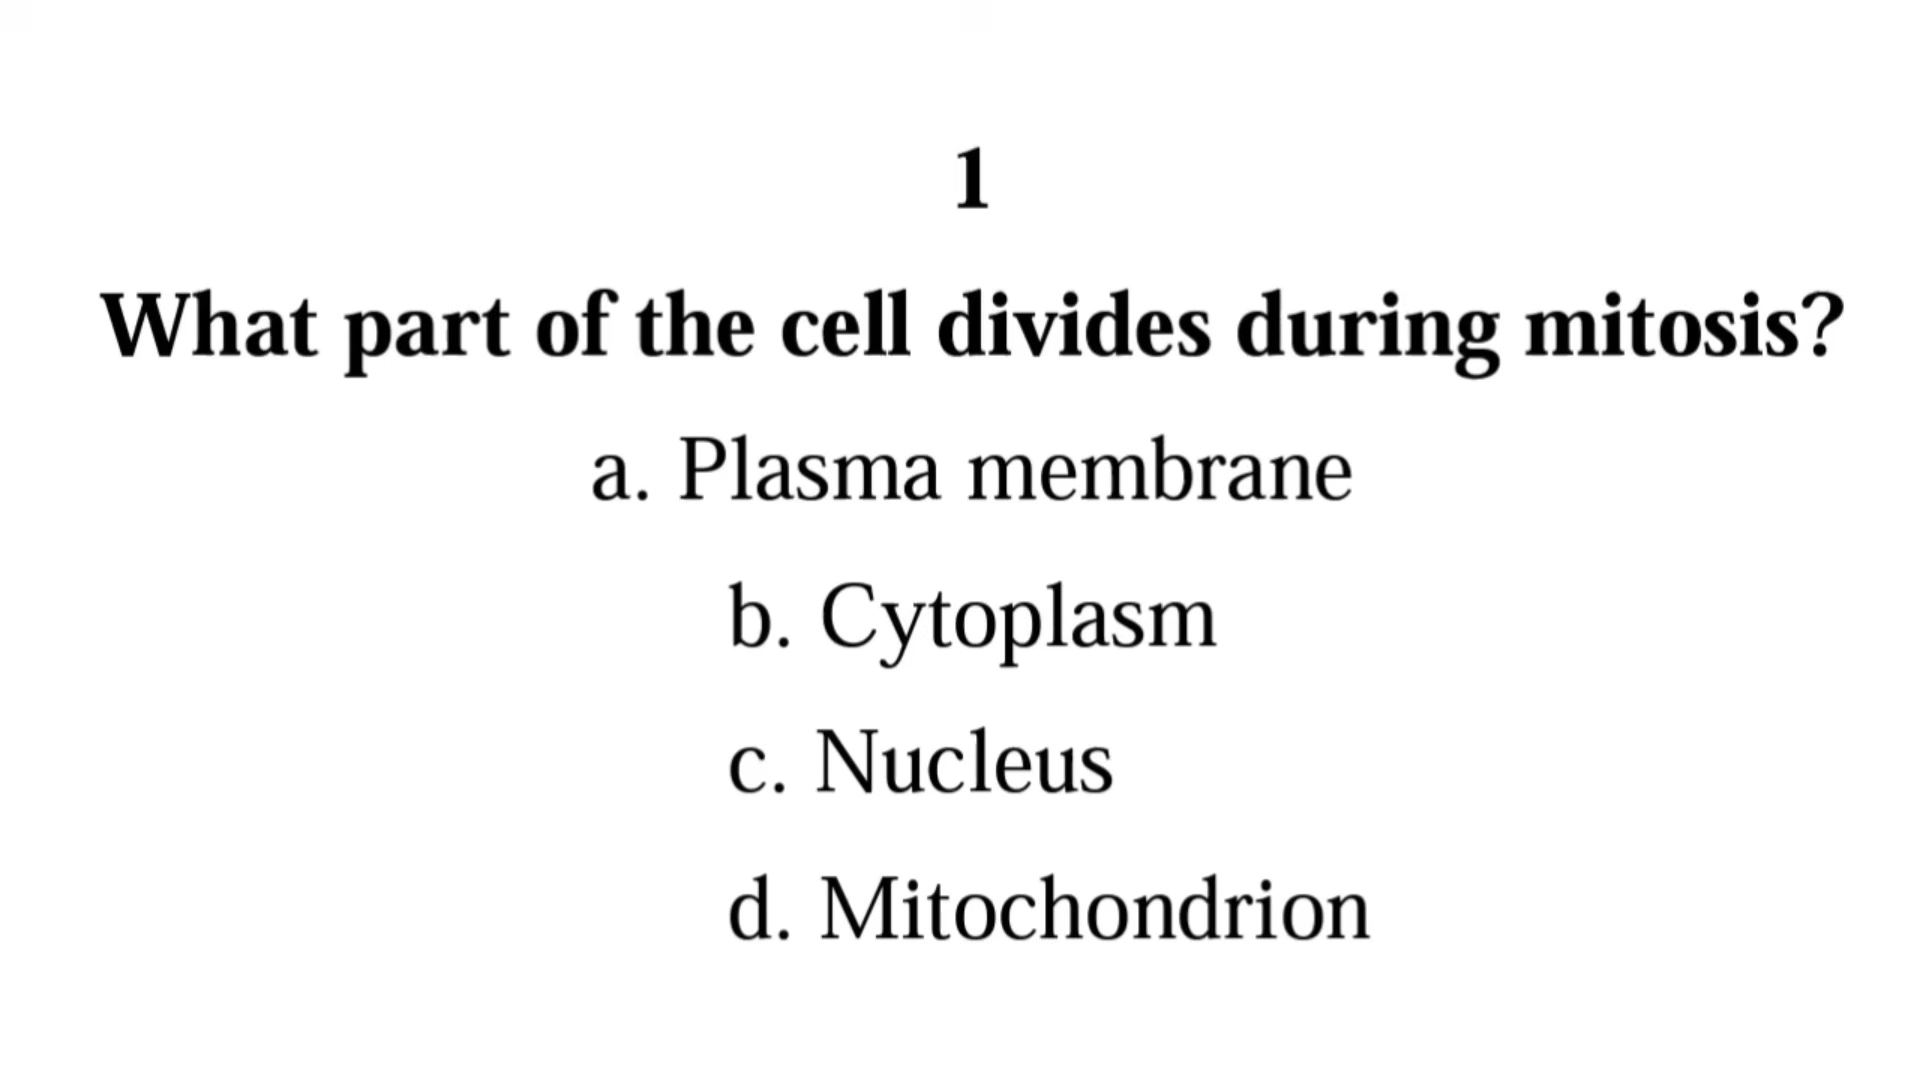 1
What part of the cell divides during mitosis?
a. Plasma membrane
b. Cytoplasm
c. Nucleus
d. Mitochondrion